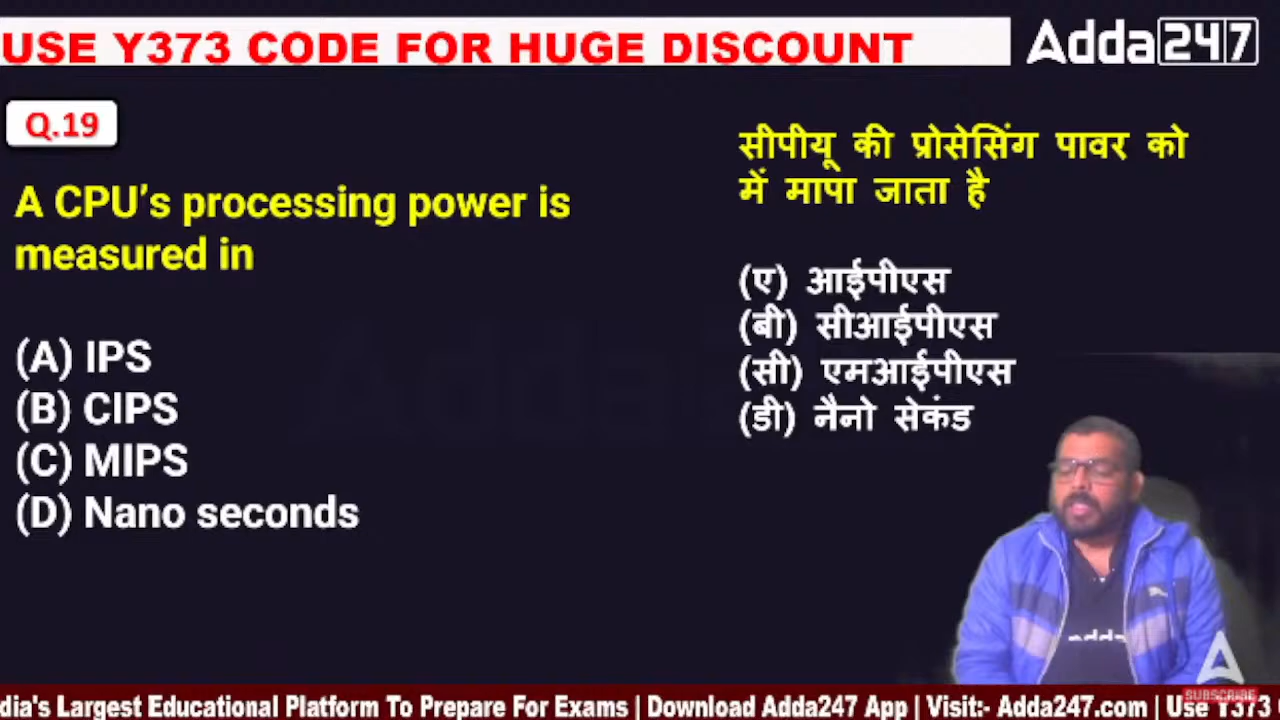 USE Y373 CODE FOR HUGE DISCOUNT
Adda247
Q.19
A CPU's processing power is
measured in
(A) IPS
(B) CIPS
(C) MIPS
(D) Nano seconds
सीपीयू की प्रोसेसिंग पावर को
में मापा जाता है
(ए) आईपीएस
(बी) सीआईपीएस
(सी) एमआईपीएस
(डी) नैनो सेकंड
adda
SUBSCRIBE
dia's Largest Educational Platform To Prepare For Exams | Download Adda247 App | Visit:- Adda247.com | Use Y373